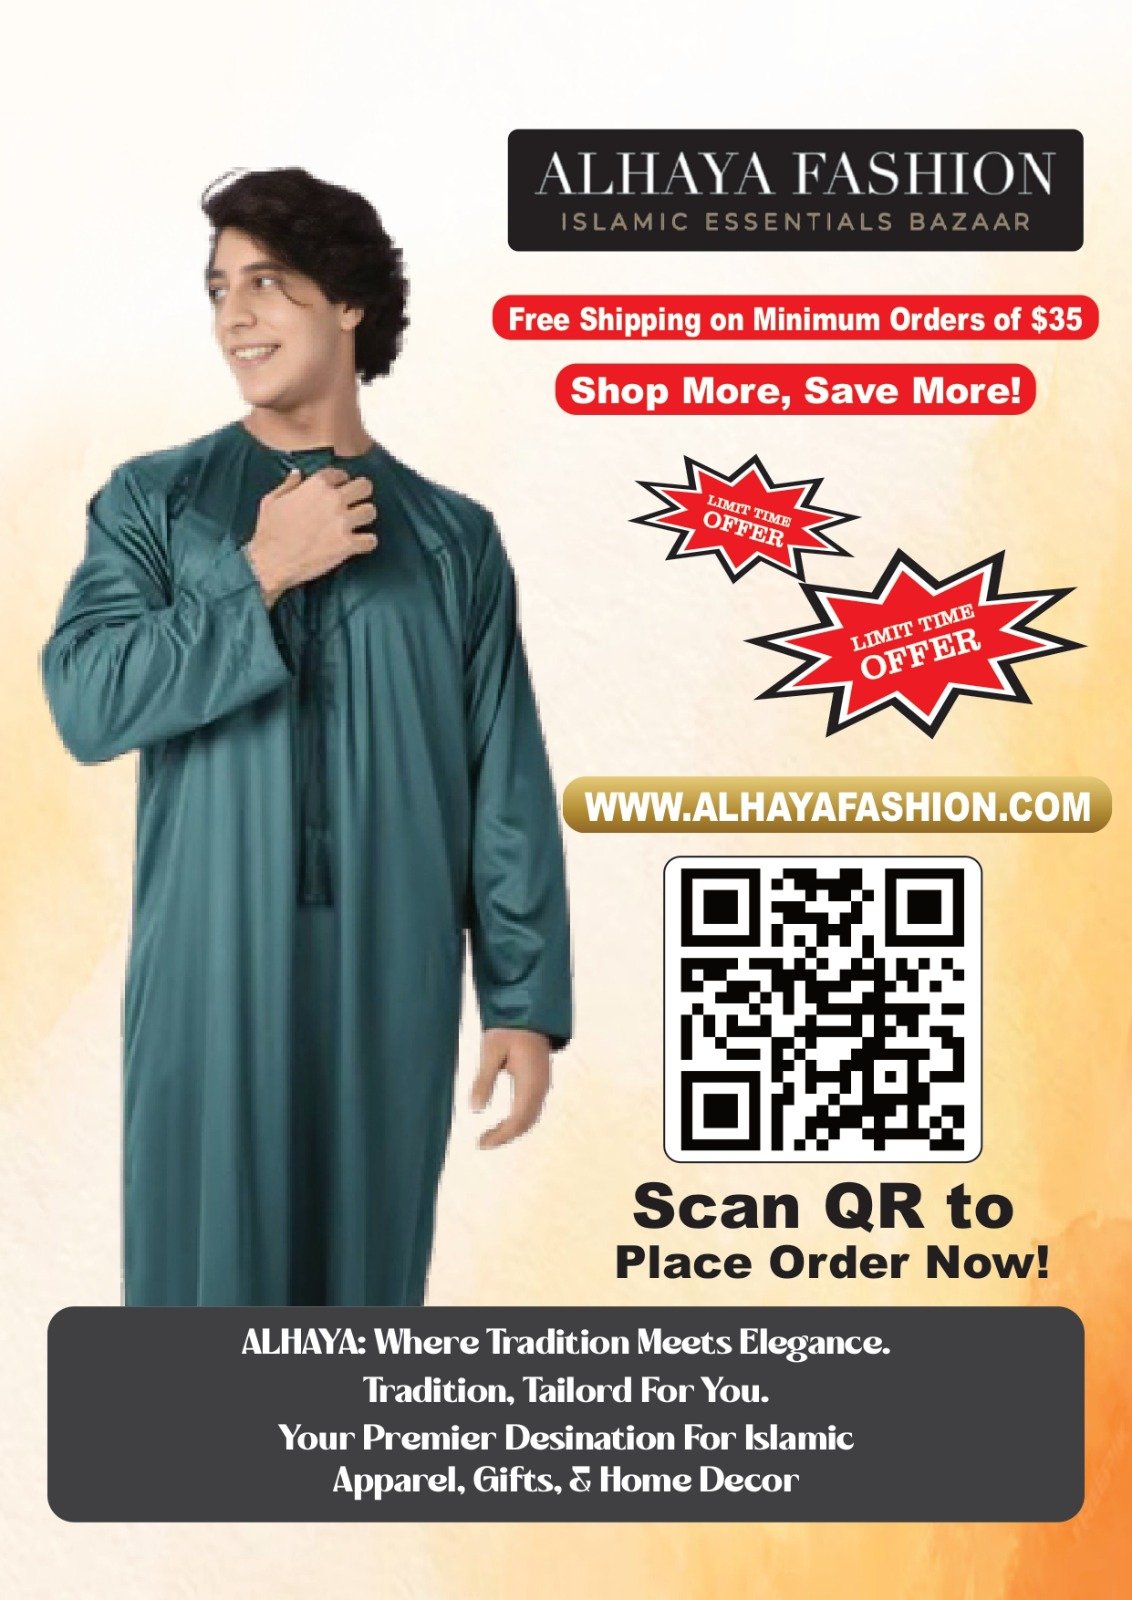 ALHAYA FASHION
ISLAMIC ESSENTIALS BAZAAR
Free Shipping on Minimum Orders of $35
Shop More, Save More!
LIMIT TIME
OFFER
LIMIT TIME
OFFER
WWW.ALHAYAFASHION.COM
Scan QR to
Place Order Now!
ALHAYA: Where Tradition Meets Elegance.
Tradition, Tailord For You.
Your Premier Desination For Islamic
Apparel, Gifts, & Home Decor